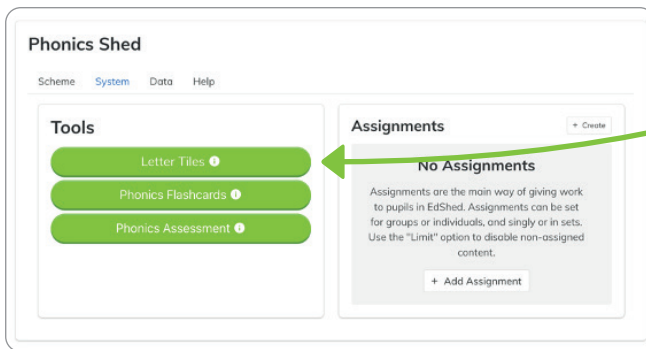 Phonics Shed
Scheme System Data Help
Tools
Letter Tiles
Phonics Flashcards
Phonics Assessment
Assignments
+ Create
No Assignments
Assignments are the main way of giving work
to pupils in EdShed. Assignments can be set
for groups or individuals, and singly or in sets.
Use the "Limit" option to disable non-assigned
content.
+ Add Assignment